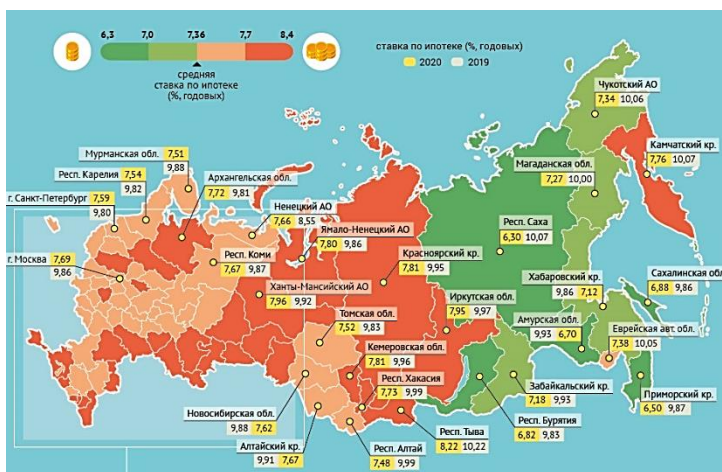 6,3 7,0 7,36 7,7 8,4
средняя
ставка по ипотеке
(%, годовых)
ставка по ипотеке
(%, годовых)
2020 2019
Чукотский АО
7,34 10,06
Мурманская обл. 7,51
9,88
Камчатский кр.
7,76 10,07
Респ. Карелия 7,54
9,82
Архангельская обл.
7,72 9,81
Магаданская обл.
7,27 10,00
г. Санкт-Петербург 7,59
9,80
Ненецкий АО
7,66 8,55
Ямало-Ненецкий АО
7,80 9,86
Респ. Саха
6,30 10,07
г. Москва 7,69
9,86
Респ. Коми
7,67 9,87
Красноярский кр.
7,81 9,95
Хабаровский кр.
9,86 7,12
Сахалинская обл.
6,88 9,86
Ханты-Мансийский АО
7,96 9,92
Иркутская обл.
7,95 9,97
Томская обл.
7,52 9,83
Амурская обл.
9,93 6,70
Еврейская авт. обл.
7,38 10,05
Кемеровская обл.
7,81 9,96
Респ. Хакасия
7,73 9,99
Забайкальский кр.
7,18 9,93
Приморский кр.
6,50 9,87
Новосибирская обл.
9,88 7,62
Респ. Бурятия
6,82 9,83
Респ. Тыва
8,22 10,22
Алтайский кр.
9,91 7,67
Респ. Алтай
7,48 9,99